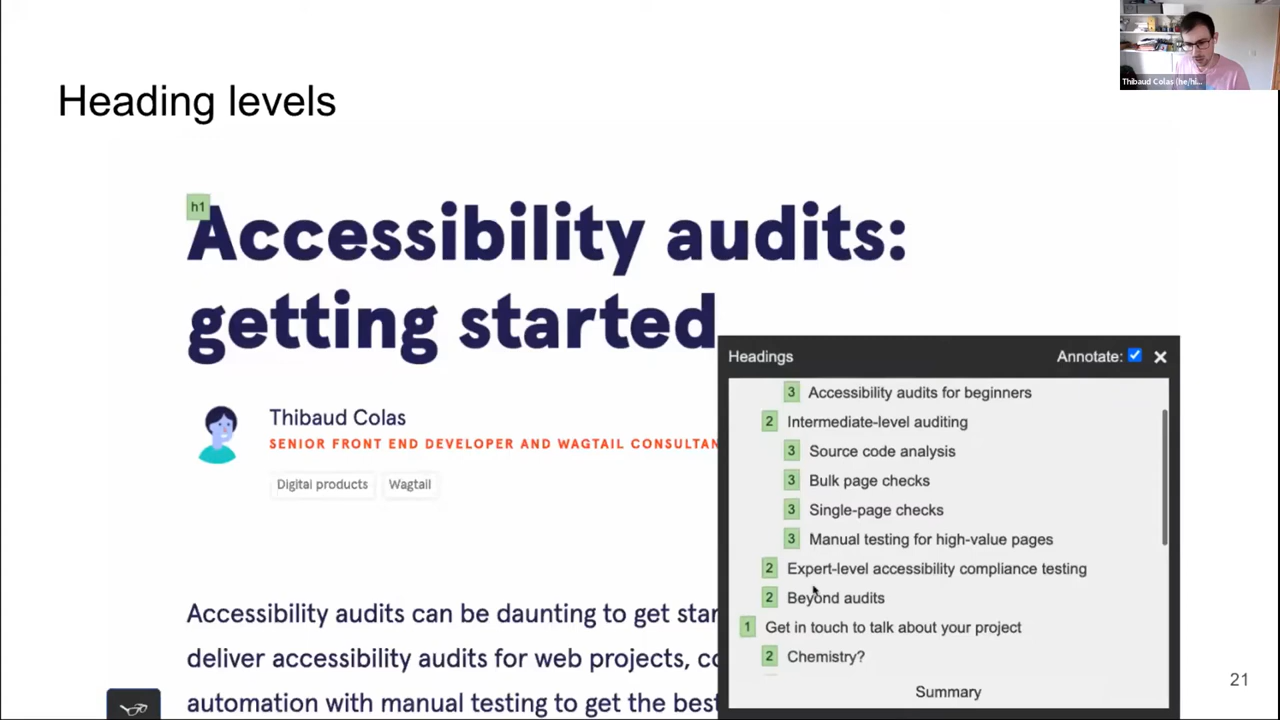 Thibaud Colas (he/hi...
Heading levels
h1
Accessibility audits:
getting started
Thibaud Colas
SENIOR FRONT END DEVELOPER AND WAGTAIL CONSULTAN
Digital products
Wagtail
Accessibility audits can be daunting to get star
deliver accessibility audits for web projects, co
automation with manual testing to get the best
Headings
Annotate:
3 Accessibility audits for beginners
2 Intermediate-level auditing
3 Source code analysis
3 Bulk page checks
3 Single-page checks
3 Manual testing for high-value pages
2 Expert-level accessibility compliance testing
2 Beyond audits
1 Get in touch to talk about your project
2 Chemistry?
Summary
21